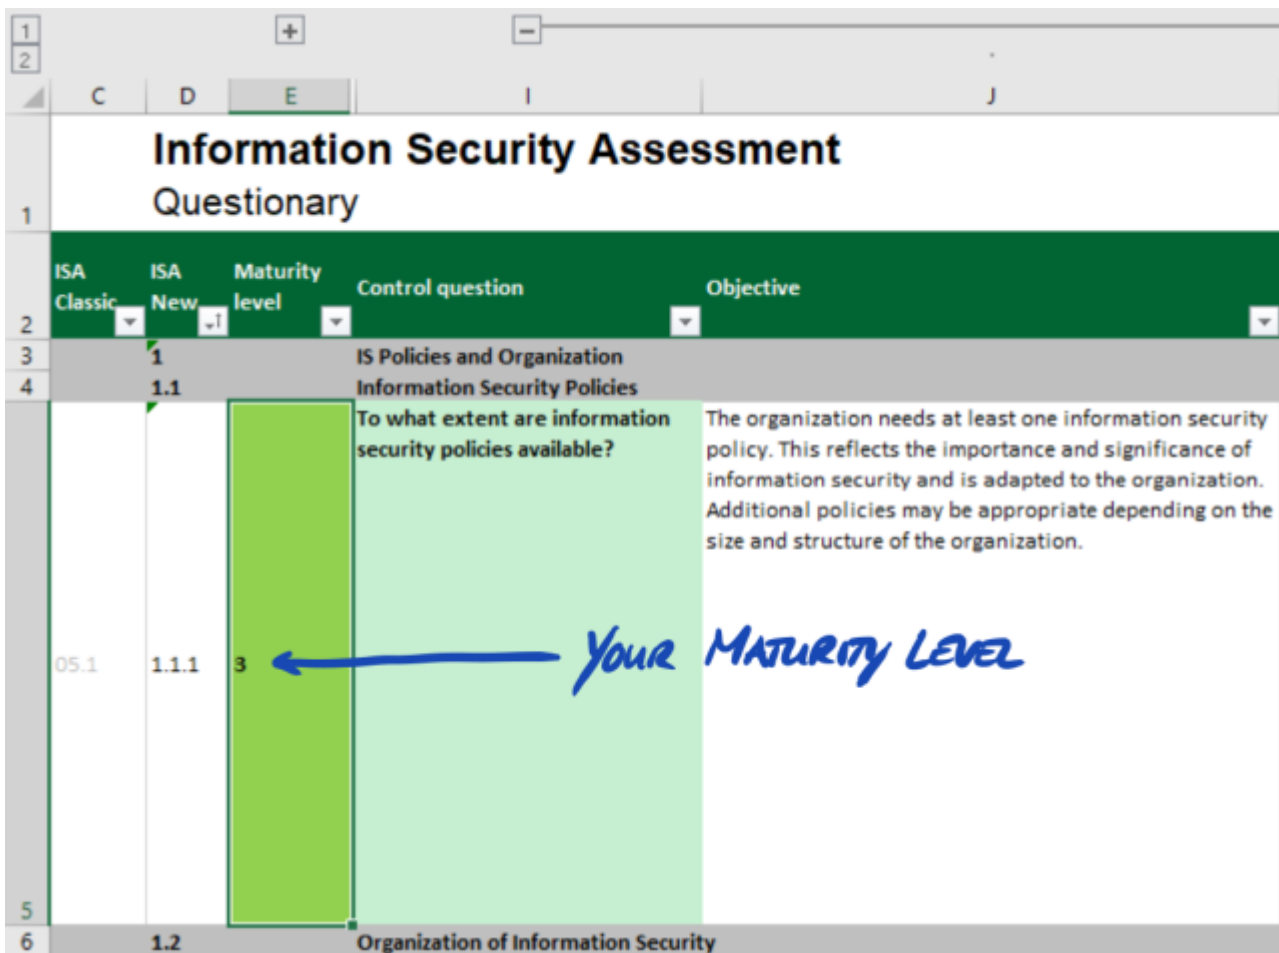 1
2
C D E I J
Information Security Assessment
1 Questionary
ISA Classic ISA New Maturity level Control question Objective
2
3 1 IS Policies and Organization
4 1.1 Information Security Policies
To what extent are information
security policies available?
The organization needs at least one information security
policy. This reflects the importance and significance of
information security and is adapted to the organization.
Additional policies may be appropriate depending on the
size and structure of the organization.
05.1 1.1.1 3 YOUR MATURITY LEVEL
5
6 1.2 Organization of Information Security